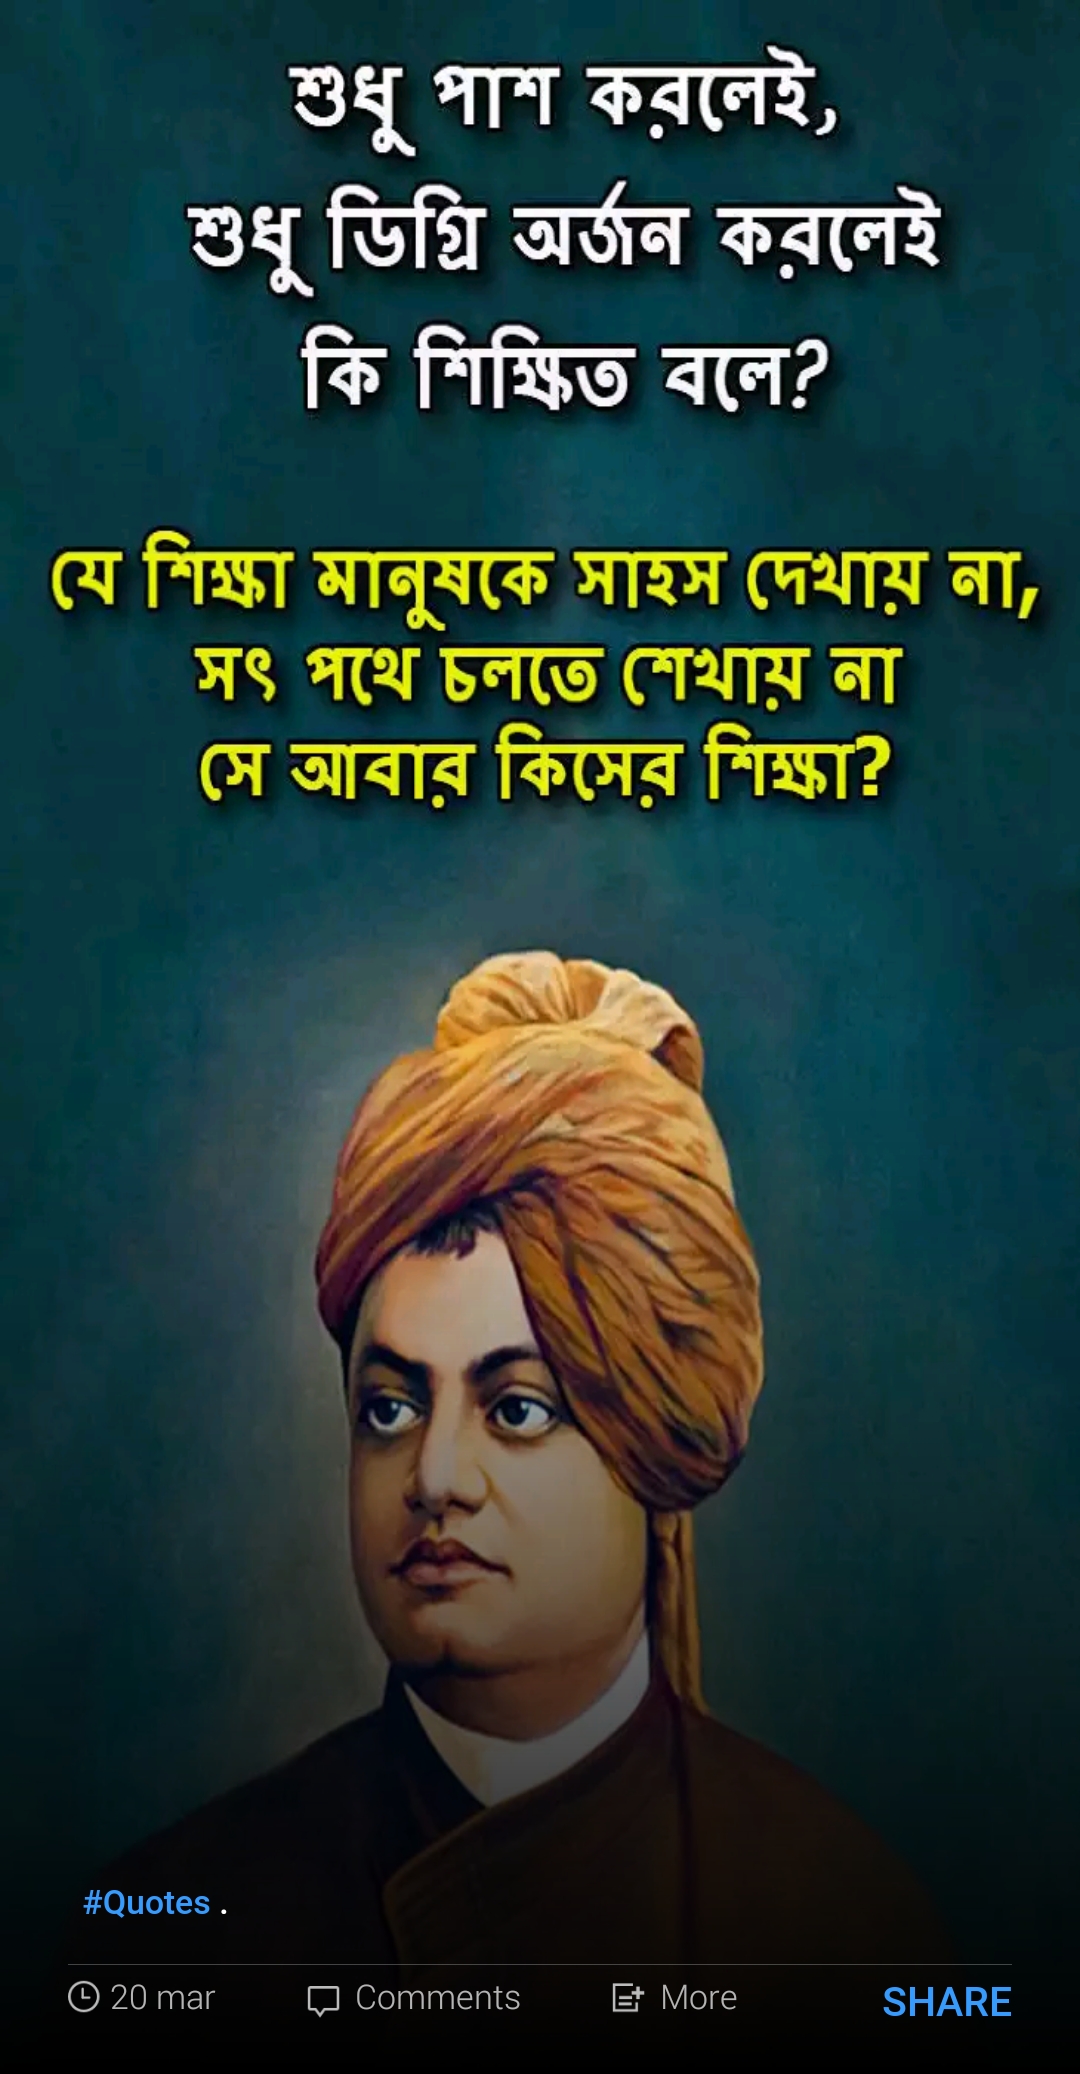 শুধু পাশ করলেই,
শুধু ডিগ্রি অর্জন করলেই
কি শিক্ষিত বলে?
যে শিক্ষা মানুষকে সাহস দেখায় না,
সৎ পথে চলতে শেখায় না
সে আবার কিসের শিক্ষা?
#Quotes .
20 mar Comments More SHARE